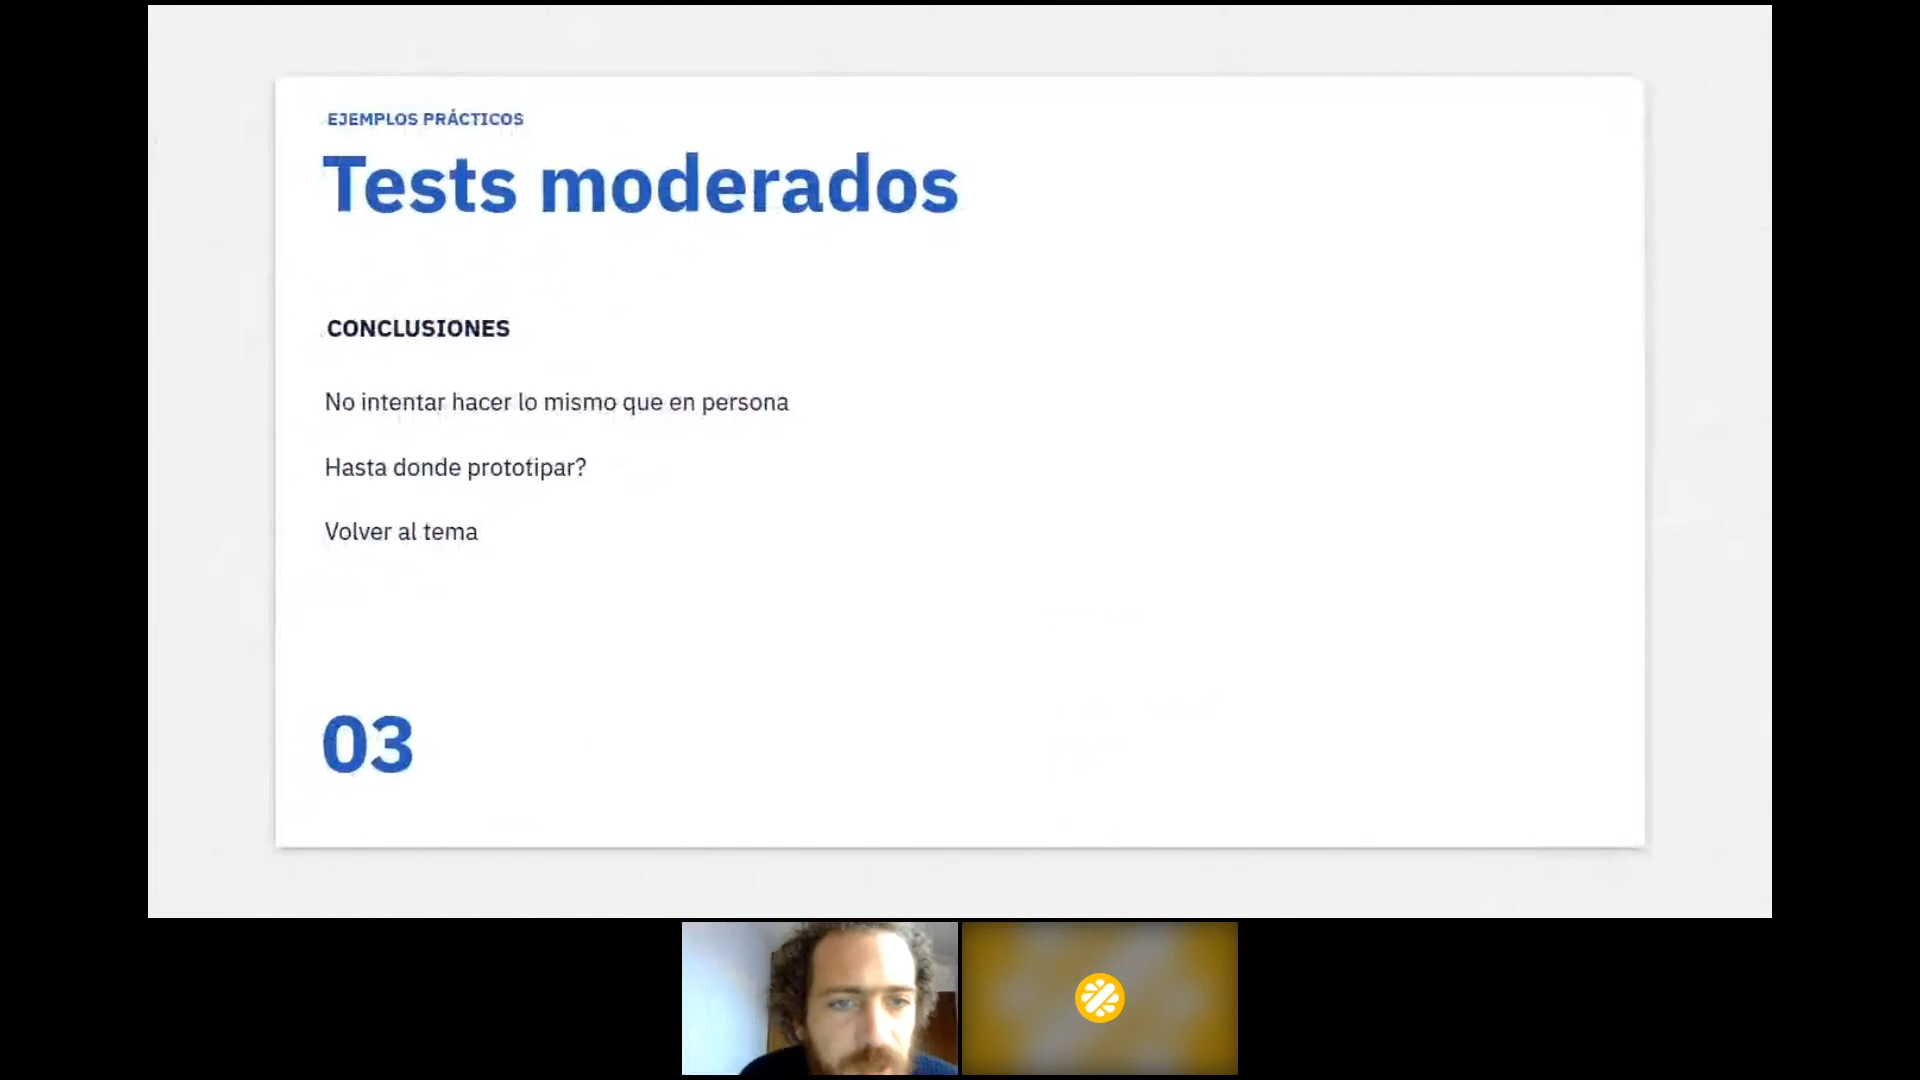 EJEMPLOS PRÁCTICOS
Tests moderados
CONCLUSIONES
No intentar hacer lo mismo que en persona
Hasta donde prototipar?
Volver al tema
03